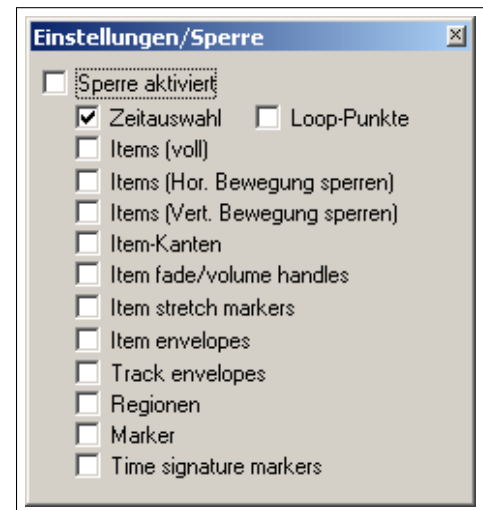 Einstellungen/Sperre
Sperre aktiviert
Zeitauswahl Loop-Punkte
Items (voll)
Items (Hor. Bewegung sperren)
Items (Vert. Bewegung sperren)
Item-Kanten
Item fade/volume handles
Item stretch markers
Item envelopes
Track envelopes
Regionen
Marker
Time signature markers